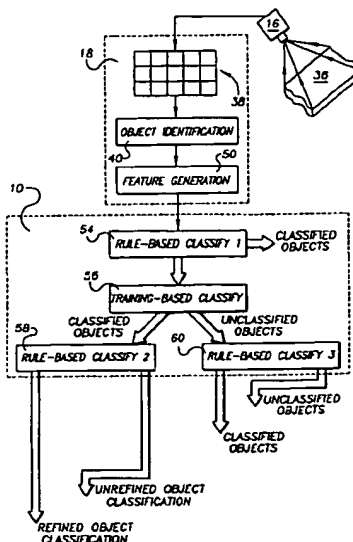 16
36
18
38
OBJECT IDENTIFICATION
40
50
FEATURE GENERATION
10
54
RULE-BASED CLASSIFY 1
CLASSIFIED
OBJECTS
56
TRAINING-BASED CLASSIFY
CLASSIFIED
OBJECTS
UNCLASSIFIED
OBJECTS
58
RULE-BASED CLASSIFY 2
60
RULE-BASED CLASSIFY 3
UNCLASSIFIED
OBJECTS
CLASSIFIED
OBJECTS
UNREFINED OBJECT
CLASSIFICATION
REFINED OBJECT
CLASSIFICATION